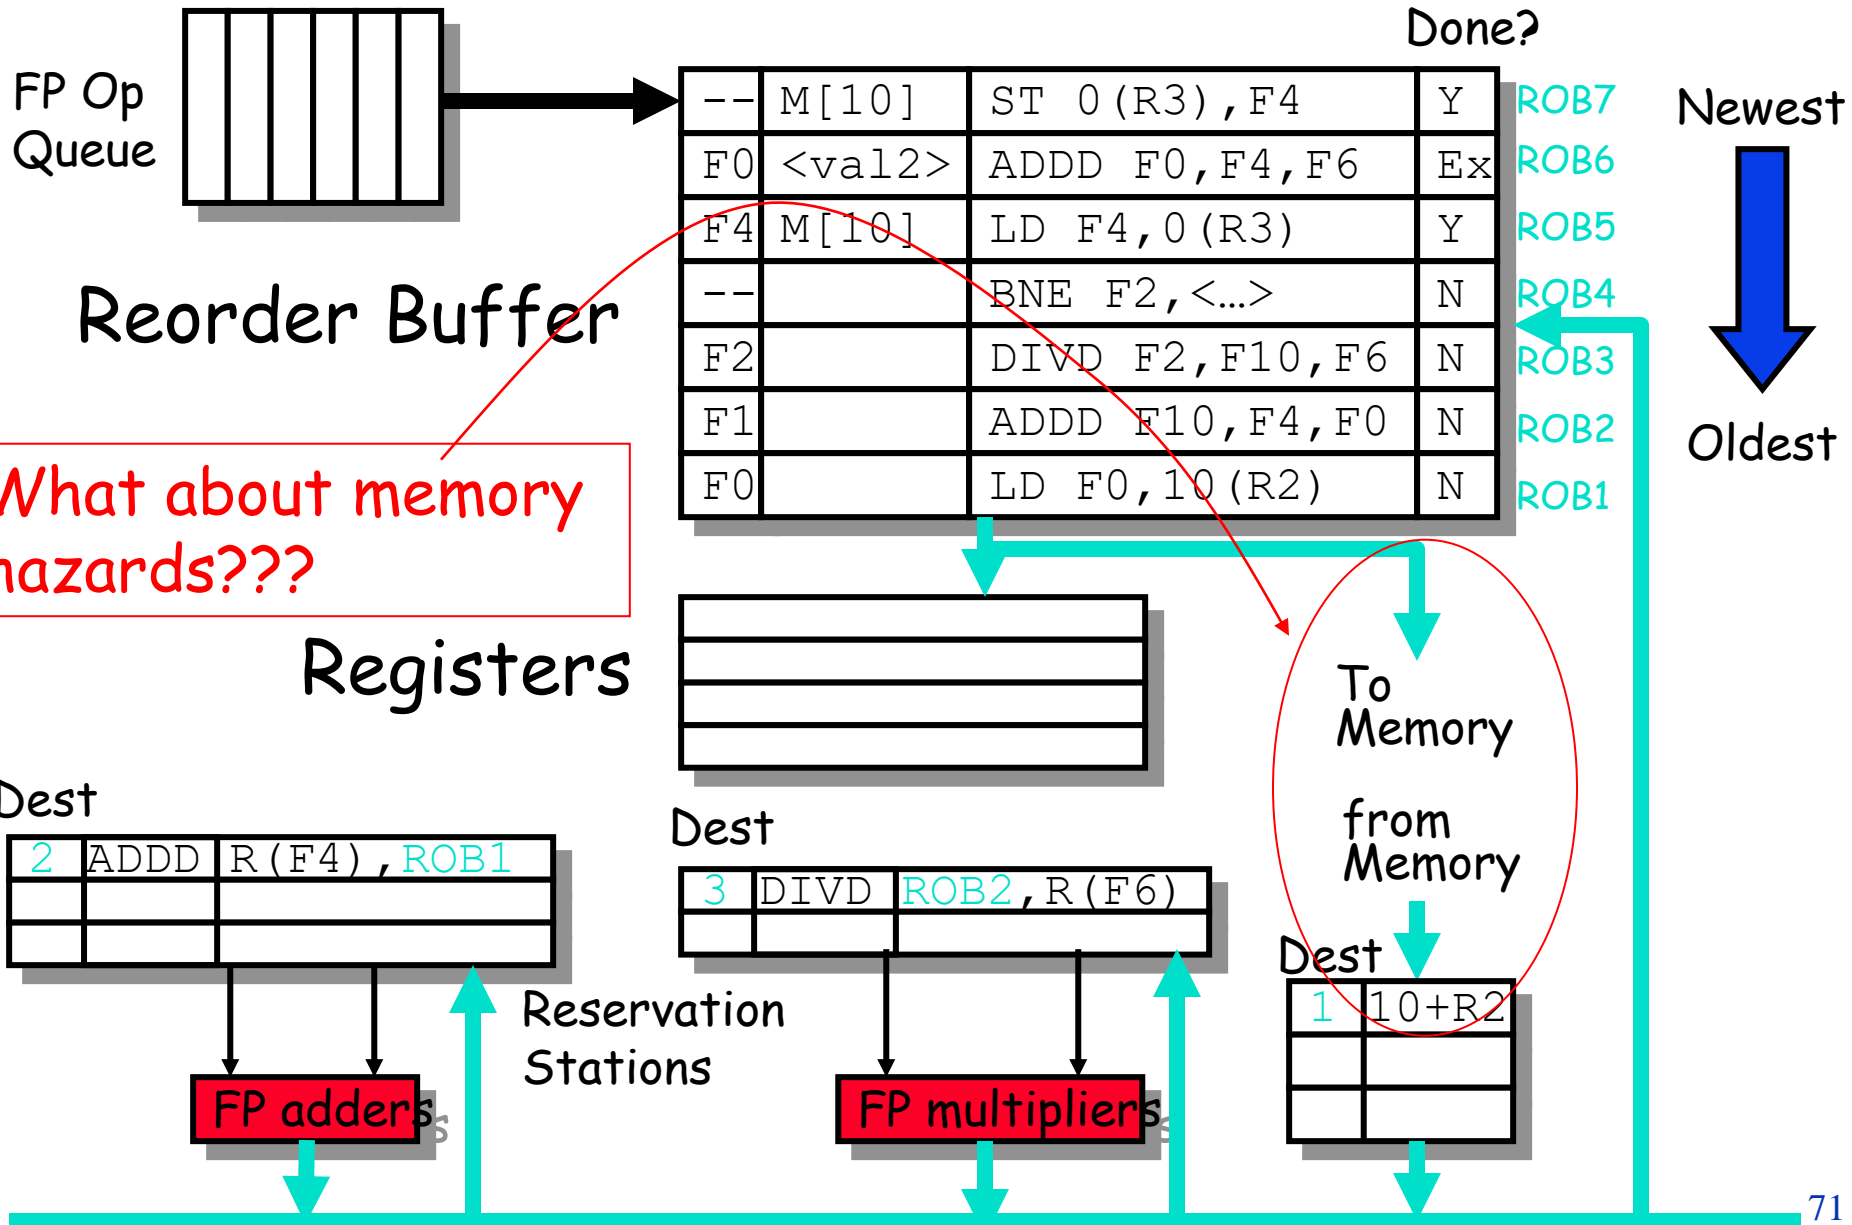 Done?
FP Op
Queue
-- M[10] ST 0(R3),F4 Y ROB7
F0 <val2> ADDD F0,F4,F6 Ex ROB6
F4 M[10] LD F4,0(R3) Y ROB5
-- BNE F2,<…> N ROB4
F2 DIVD F2,F10,F6 N ROB3
F1 ADDD F10,F4,F0 N ROB2
F0 LD F0,10(R2) N ROB1
Newest
Oldest
Reorder Buffer
What about memory
hazards???
Registers
To
Memory
from
Memory
Dest
2 ADDD R(F4),ROB1
Dest
3 DIVD ROB2,R(F6)
Dest
1 10+R2
Reservation
Stations
FP adders
FP multipliers
71